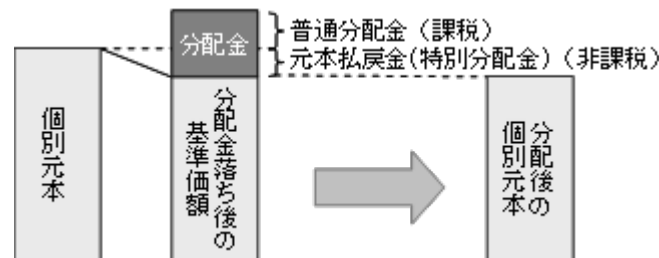 分配金
普通分配金（課税）
元本払戻金(特別分配金)（非課税）
個別元本
分配金落ち後の
基準価額
分配後の
個別元本